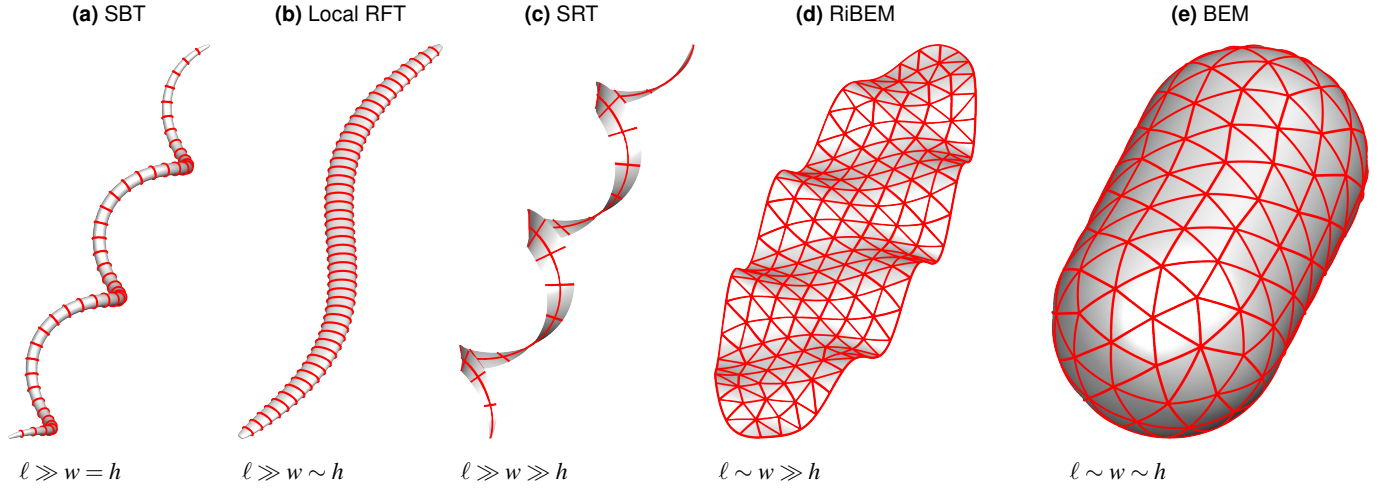 (a) SBT (b) Local RFT (c) SRT (d) RiBEM (e) BEM
ℓ ≫ w = h ℓ ≫ w ∼ h ℓ ≫ w ≫ h ℓ ∼ w ≫ h ℓ ∼ w ∼ h